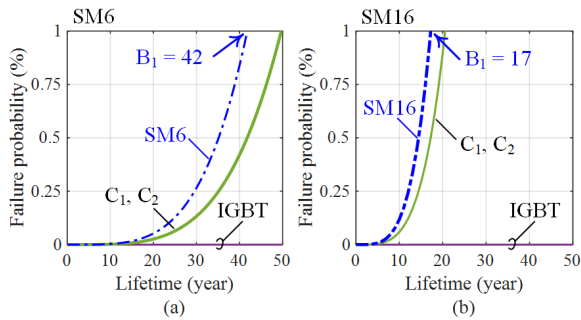 SM6
Failure probability (%)
1
0.75
0.5
0.25
0
B₁ = 42
SM6
C₁, C₂
IGBT
0 10 20 30 40 50
Lifetime (year)
(a)
SM16
Failure probability (%)
1
0.75
0.5
0.25
0
B₁ = 17
SM16
C₁, C₂
IGBT
0 10 20 30 40 50
Lifetime (year)
(b)